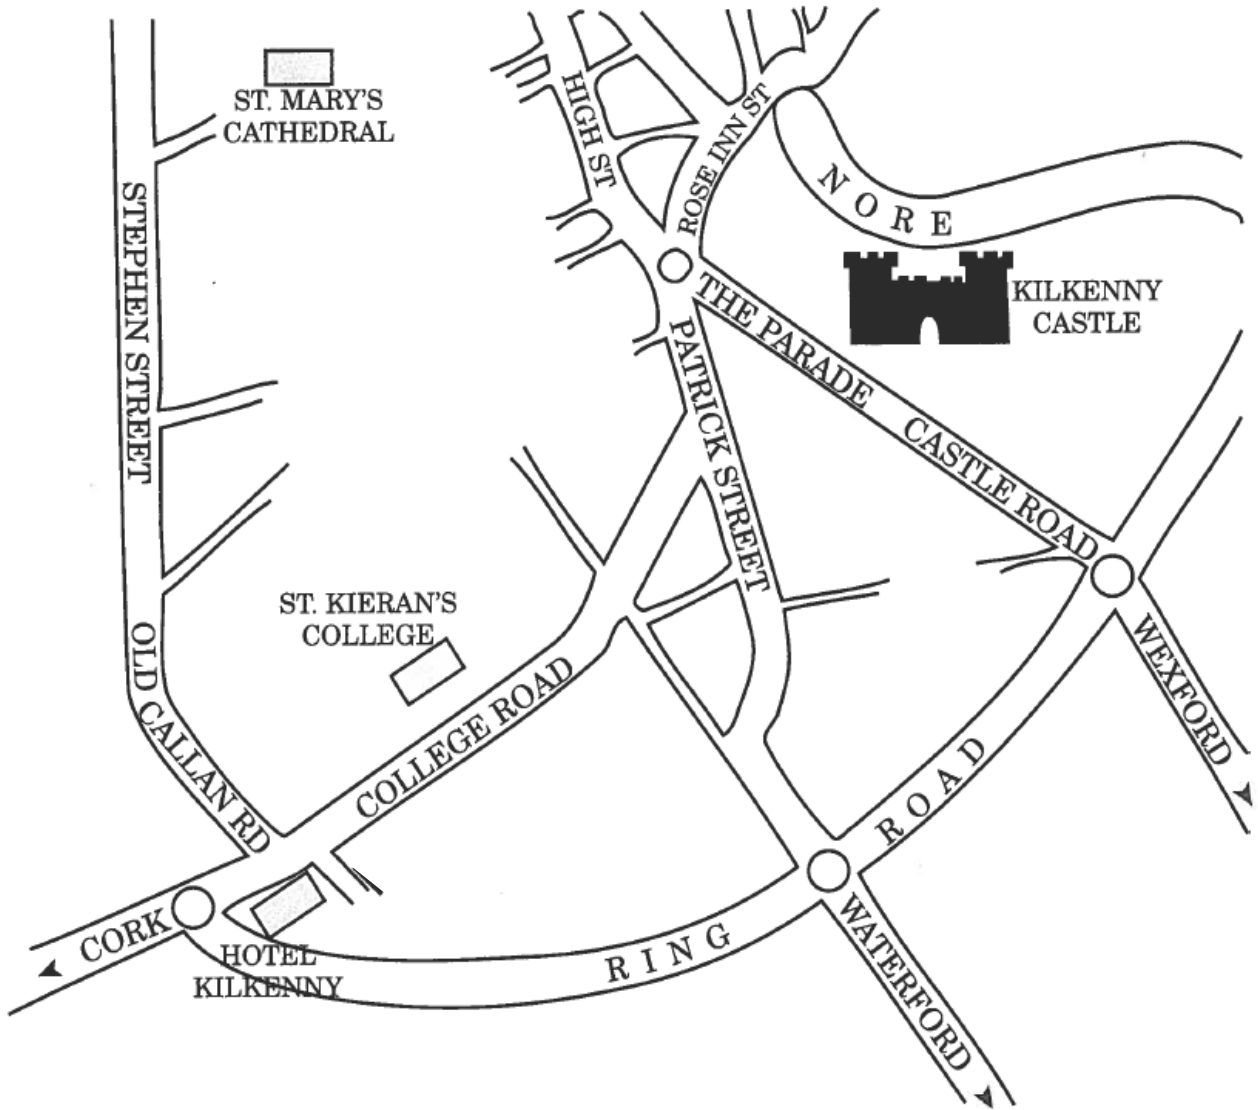 ST. MARY'S
CATHEDRAL
HIGH ST
ROSE INN ST
NORE
STEPHEN STREET
KILKENNY
CASTLE
THE PARADE
PATRICK STREET
CASTLE ROAD
ST. KIERAN'S
COLLEGE
OLD CALLAN RD
COLLEGE ROAD
WEXFORD
RING ROAD
CORK
HOTEL
KILKENNY
WATERFORD